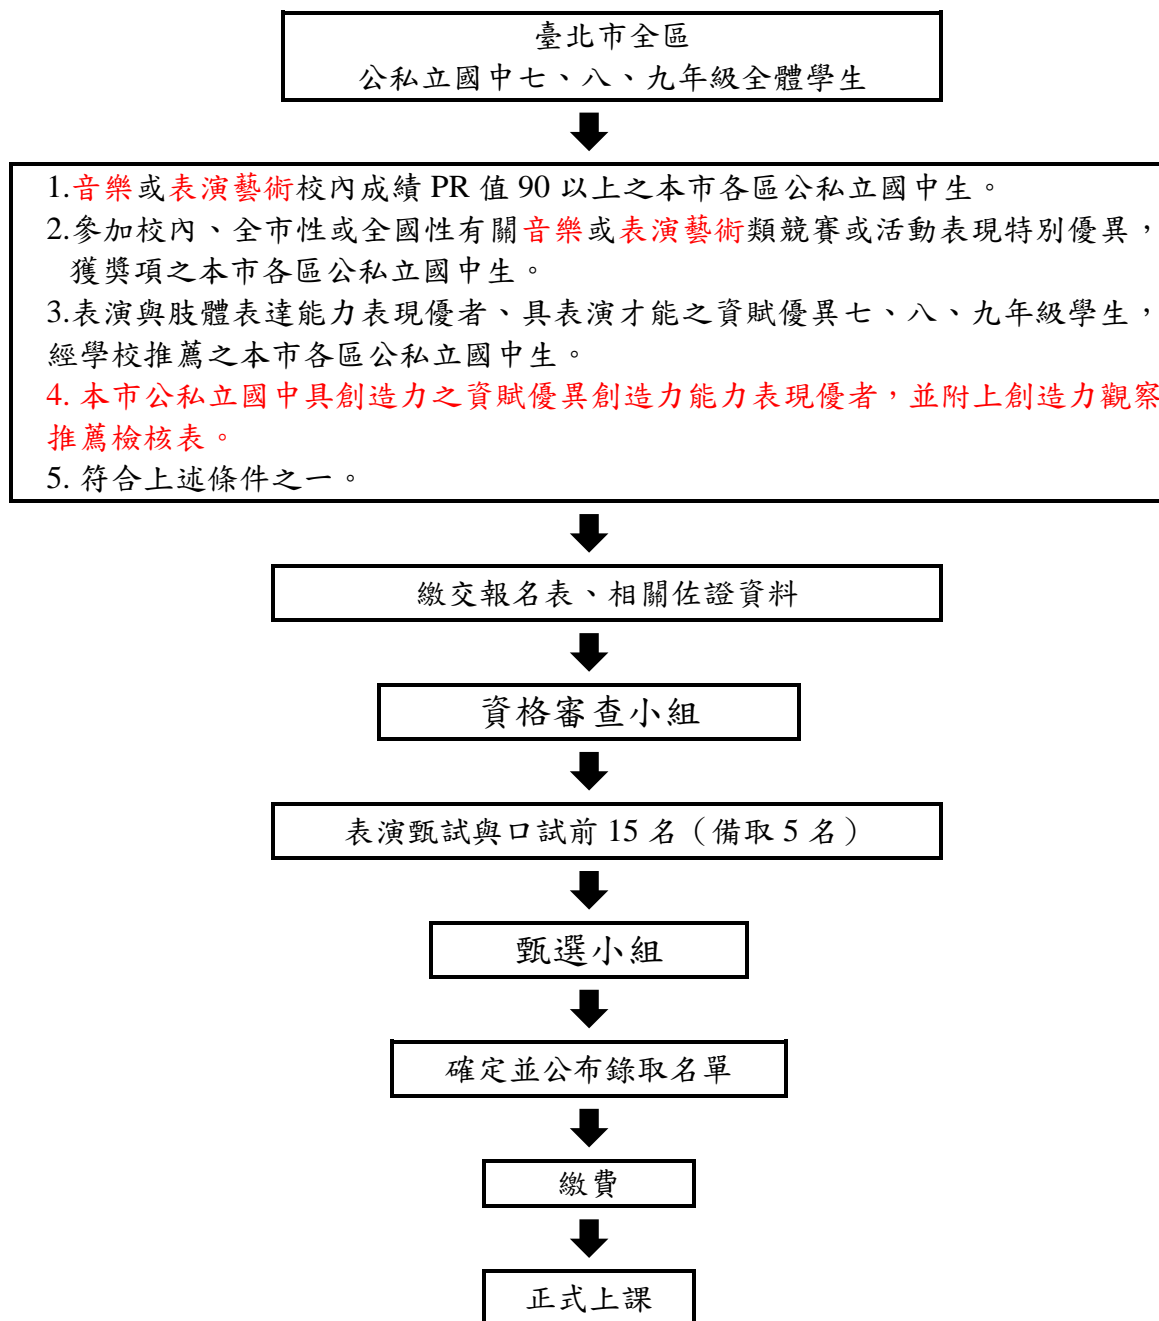 臺北市全區
公私立國中七、八、九年級全體學生
1.音樂或表演藝術校內成績 PR 值 90 以上之本市各區公私立國中生。
2.參加校內、全市性或全國性有關音樂或表演藝術類競賽或活動表現特別優異，
獲獎項之本市各區公私立國中生。
3.表演與肢體表達能力表現優者、具表演才能之資賦優異七、八、九年級學生，
經學校推薦之本市各區公私立國中生。
4. 本市公私立國中具創造力之資賦優異創造力能力表現優者，並附上創造力觀察
推薦檢核表。
5. 符合上述條件之一。
繳交報名表、相關佐證資料
資格審查小組
表演甄試與口試前 15 名（備取 5 名）
甄選小組
確定並公布錄取名單
繳費
正式上課